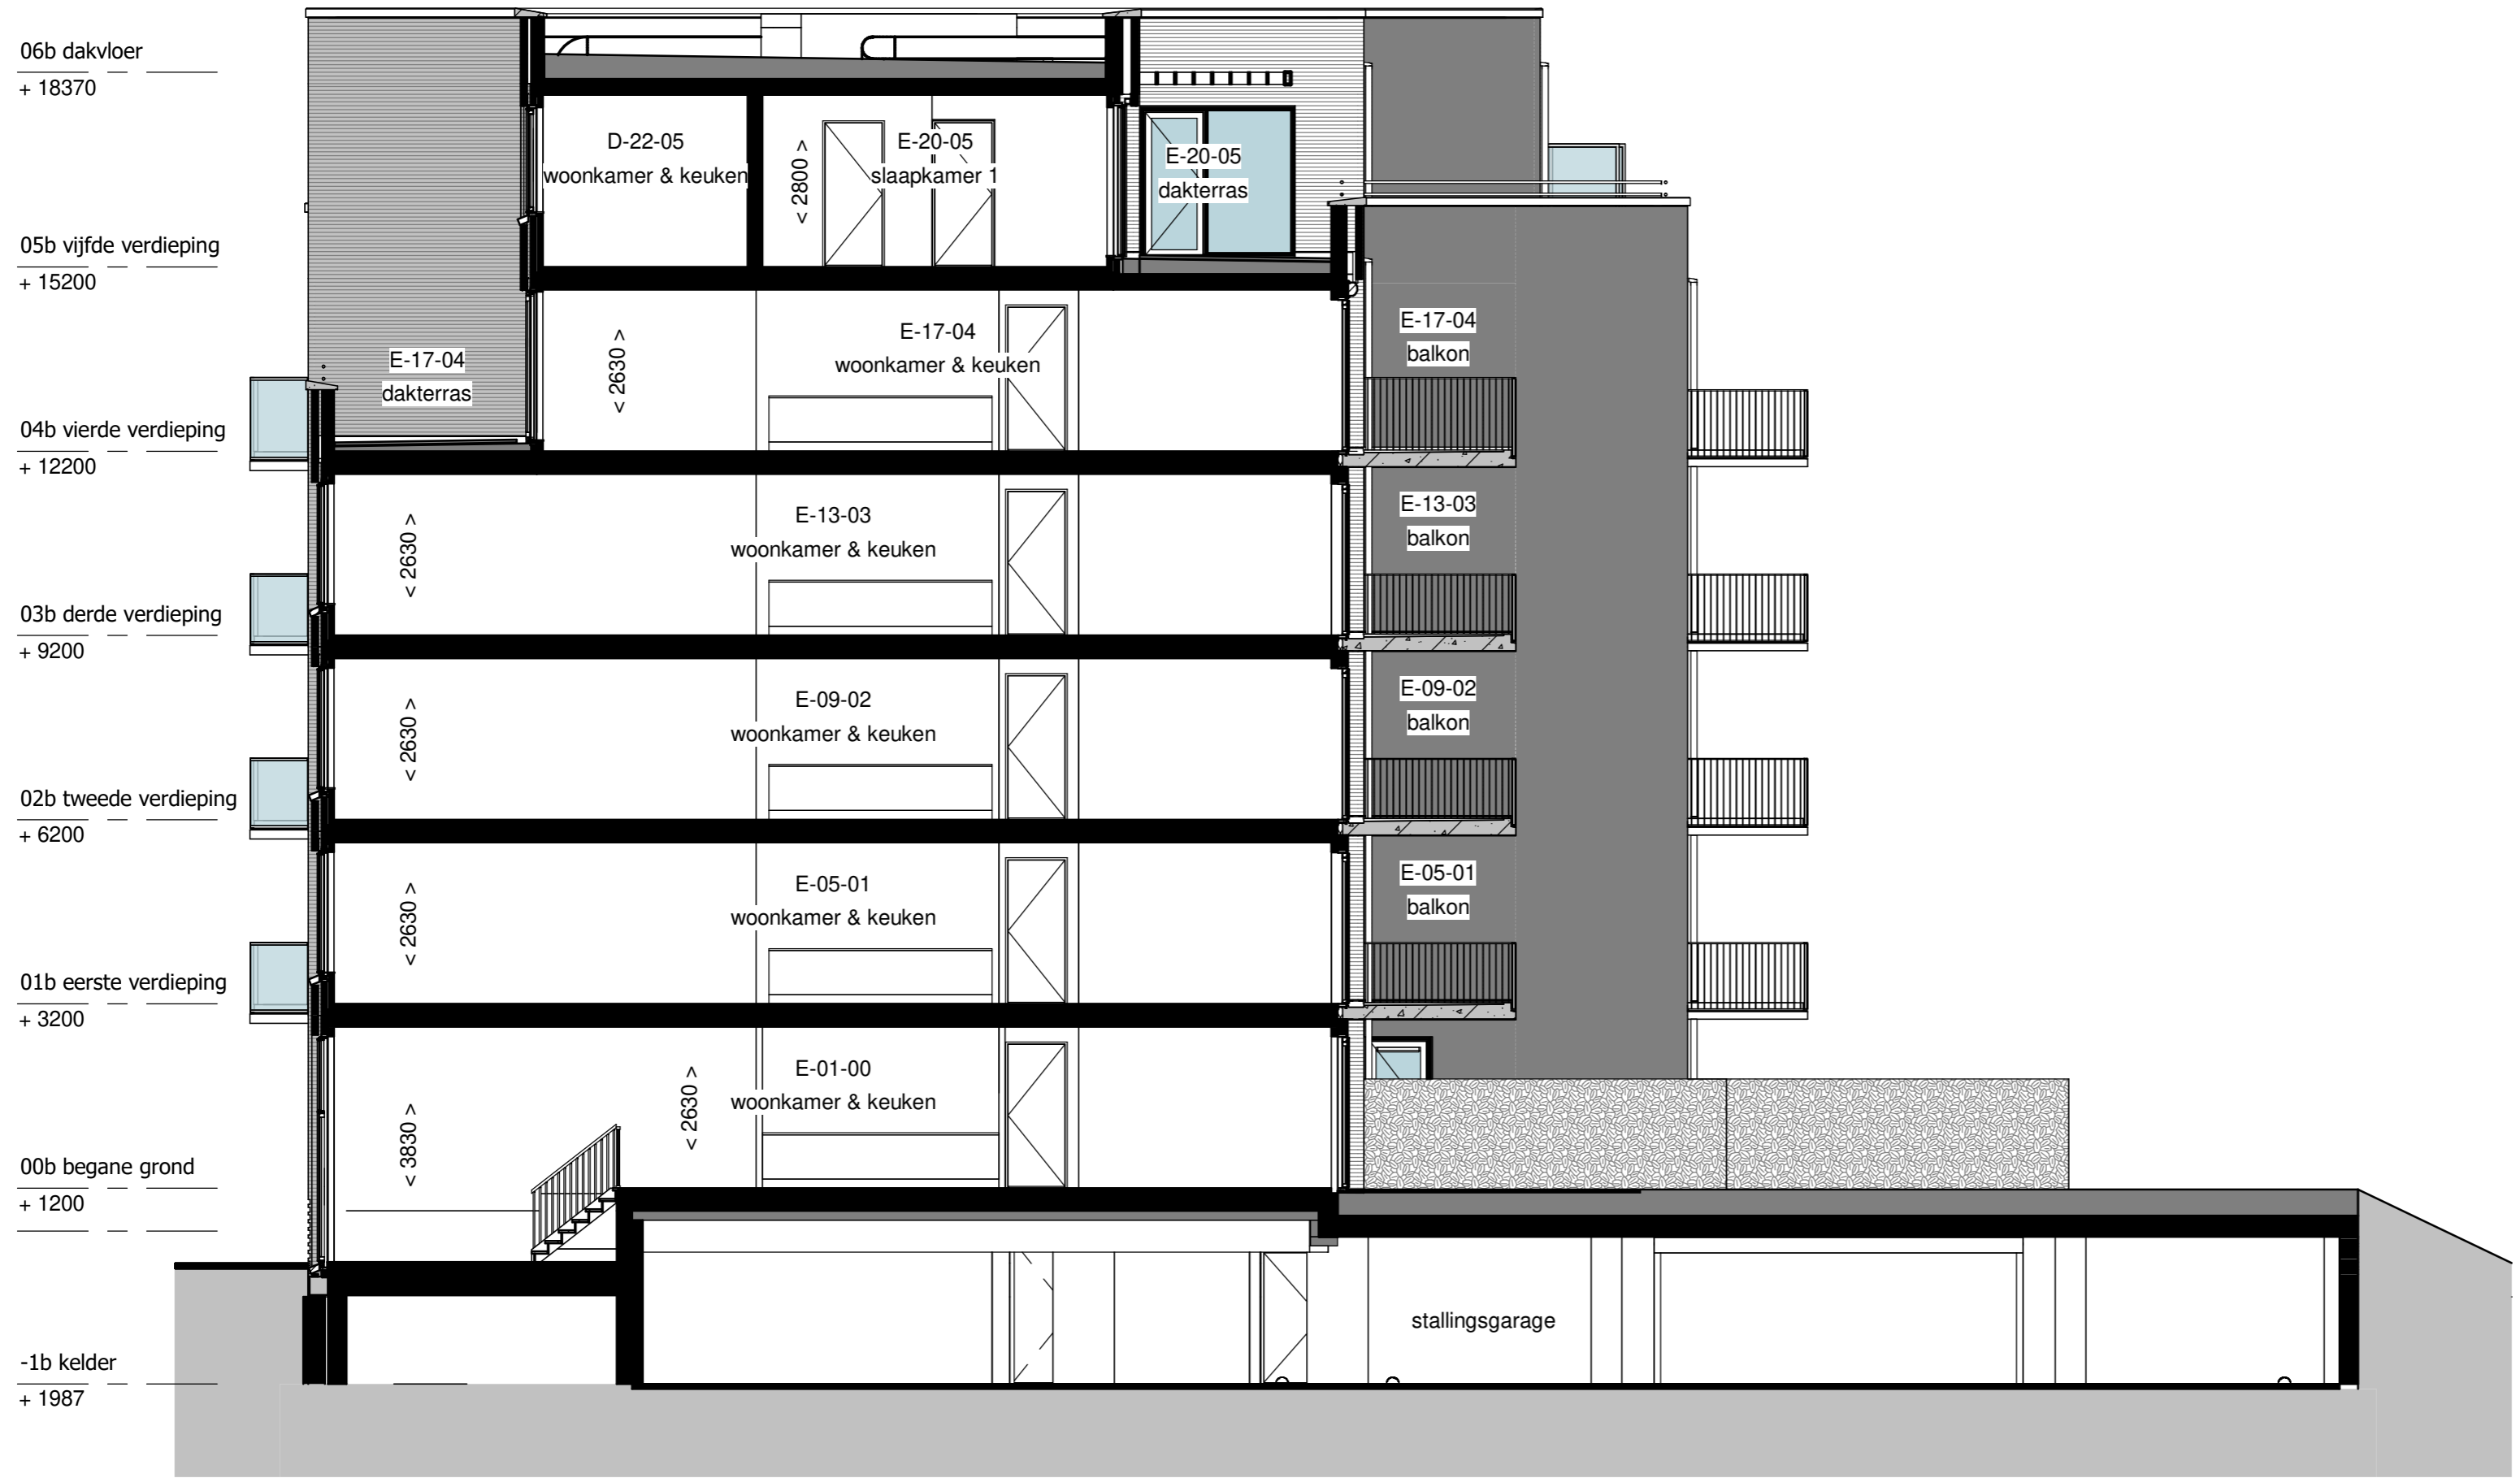 06b dakvloer
+ 18370
D-22-05
woonkamer & keuken
< 2800 >
E-20-05
slaapkamer 1
E-20-05
dakterras
05b vijfde verdieping
+ 15200
E-17-04
dakterras
< 2630 >
E-17-04
woonkamer & keuken
E-17-04
balkon
04b vierde verdieping
+ 12200
< 2630 >
E-13-03
woonkamer & keuken
E-13-03
balkon
03b derde verdieping
+ 9200
< 2630 >
E-09-02
woonkamer & keuken
E-09-02
balkon
02b tweede verdieping
+ 6200
< 2630 >
E-05-01
woonkamer & keuken
E-05-01
balkon
01b eerste verdieping
+ 3200
< 3830 >
< 2630 >
E-01-00
woonkamer & keuken
00b begane grond
+ 1200
stallingsgarage
-1b kelder
+ 1987